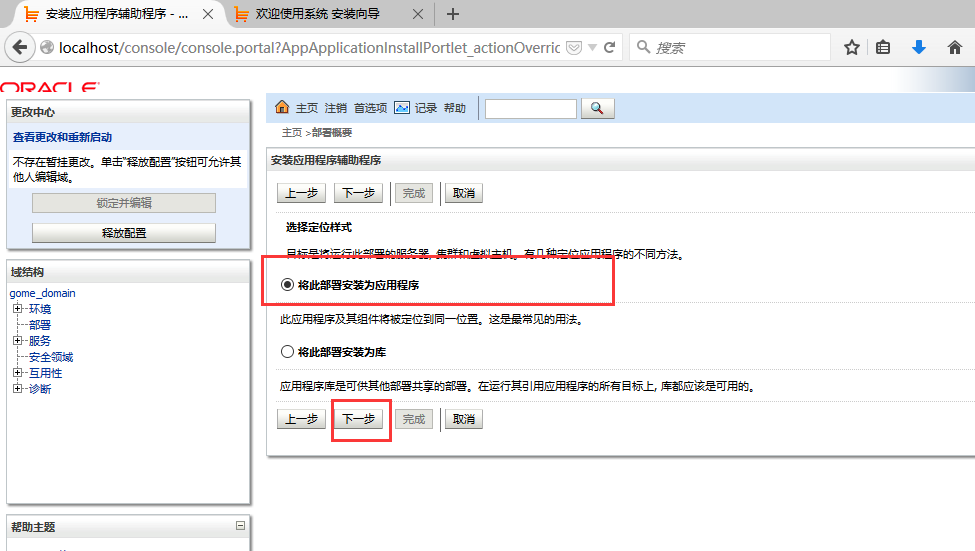 安装应用程序辅助程序 - ...
欢迎使用系统 安装向导
localhost/console/console.portal?AppApplicationInstallPortlet_actionOverric
搜索
ORACLE
更改中心
查看更改和重新启动
不存在暂挂更改。单击"释放配置"按钮可允许其
他人编辑域。
锁定并编辑
释放配置
域结构
gome_domain
环境
部署
服务
安全领域
互用性
诊断
帮助主题
主页 注销 首选项 记录 帮助
主页 >部署概要
安装应用程序辅助程序
上一步 下一步 完成 取消
选择定位样式
目标是将运行此部署的服务器, 集群和虚拟主机。有几种定位应用程序的不同方法。
将此部署安装为应用程序
此应用程序及其组件将被定位到同一位置。这是最常见的用法。
将此部署安装为库
应用程序库是可供其他部署共享的部署。在运行其引用应用程序的所有目标上, 库都应该是可用的。
上一步 下一步 完成 取消